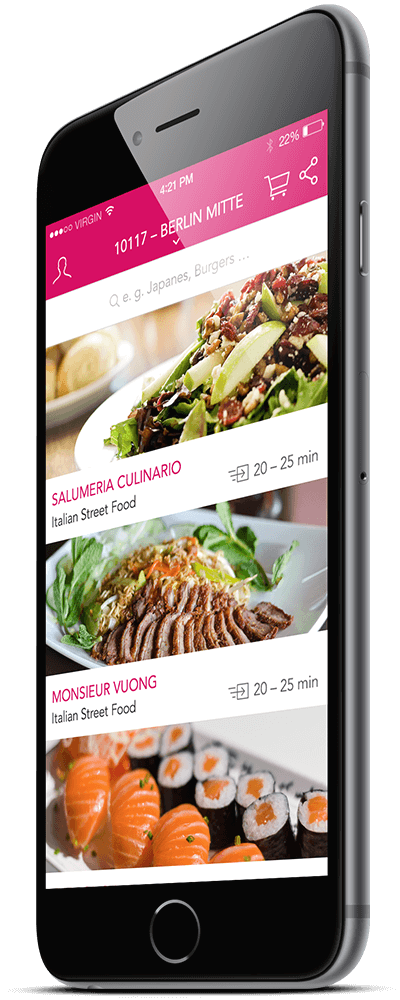 ●●●○○ VIRGIN 4:21 PM 22%
10117 – BERLIN MITTE
e. g. Japanes, Burgers ...
SALUMERIA CULINARIO
20 – 25 min
Italian Street Food
MONSIEUR VUONG
20 – 25 min
Italian Street Food